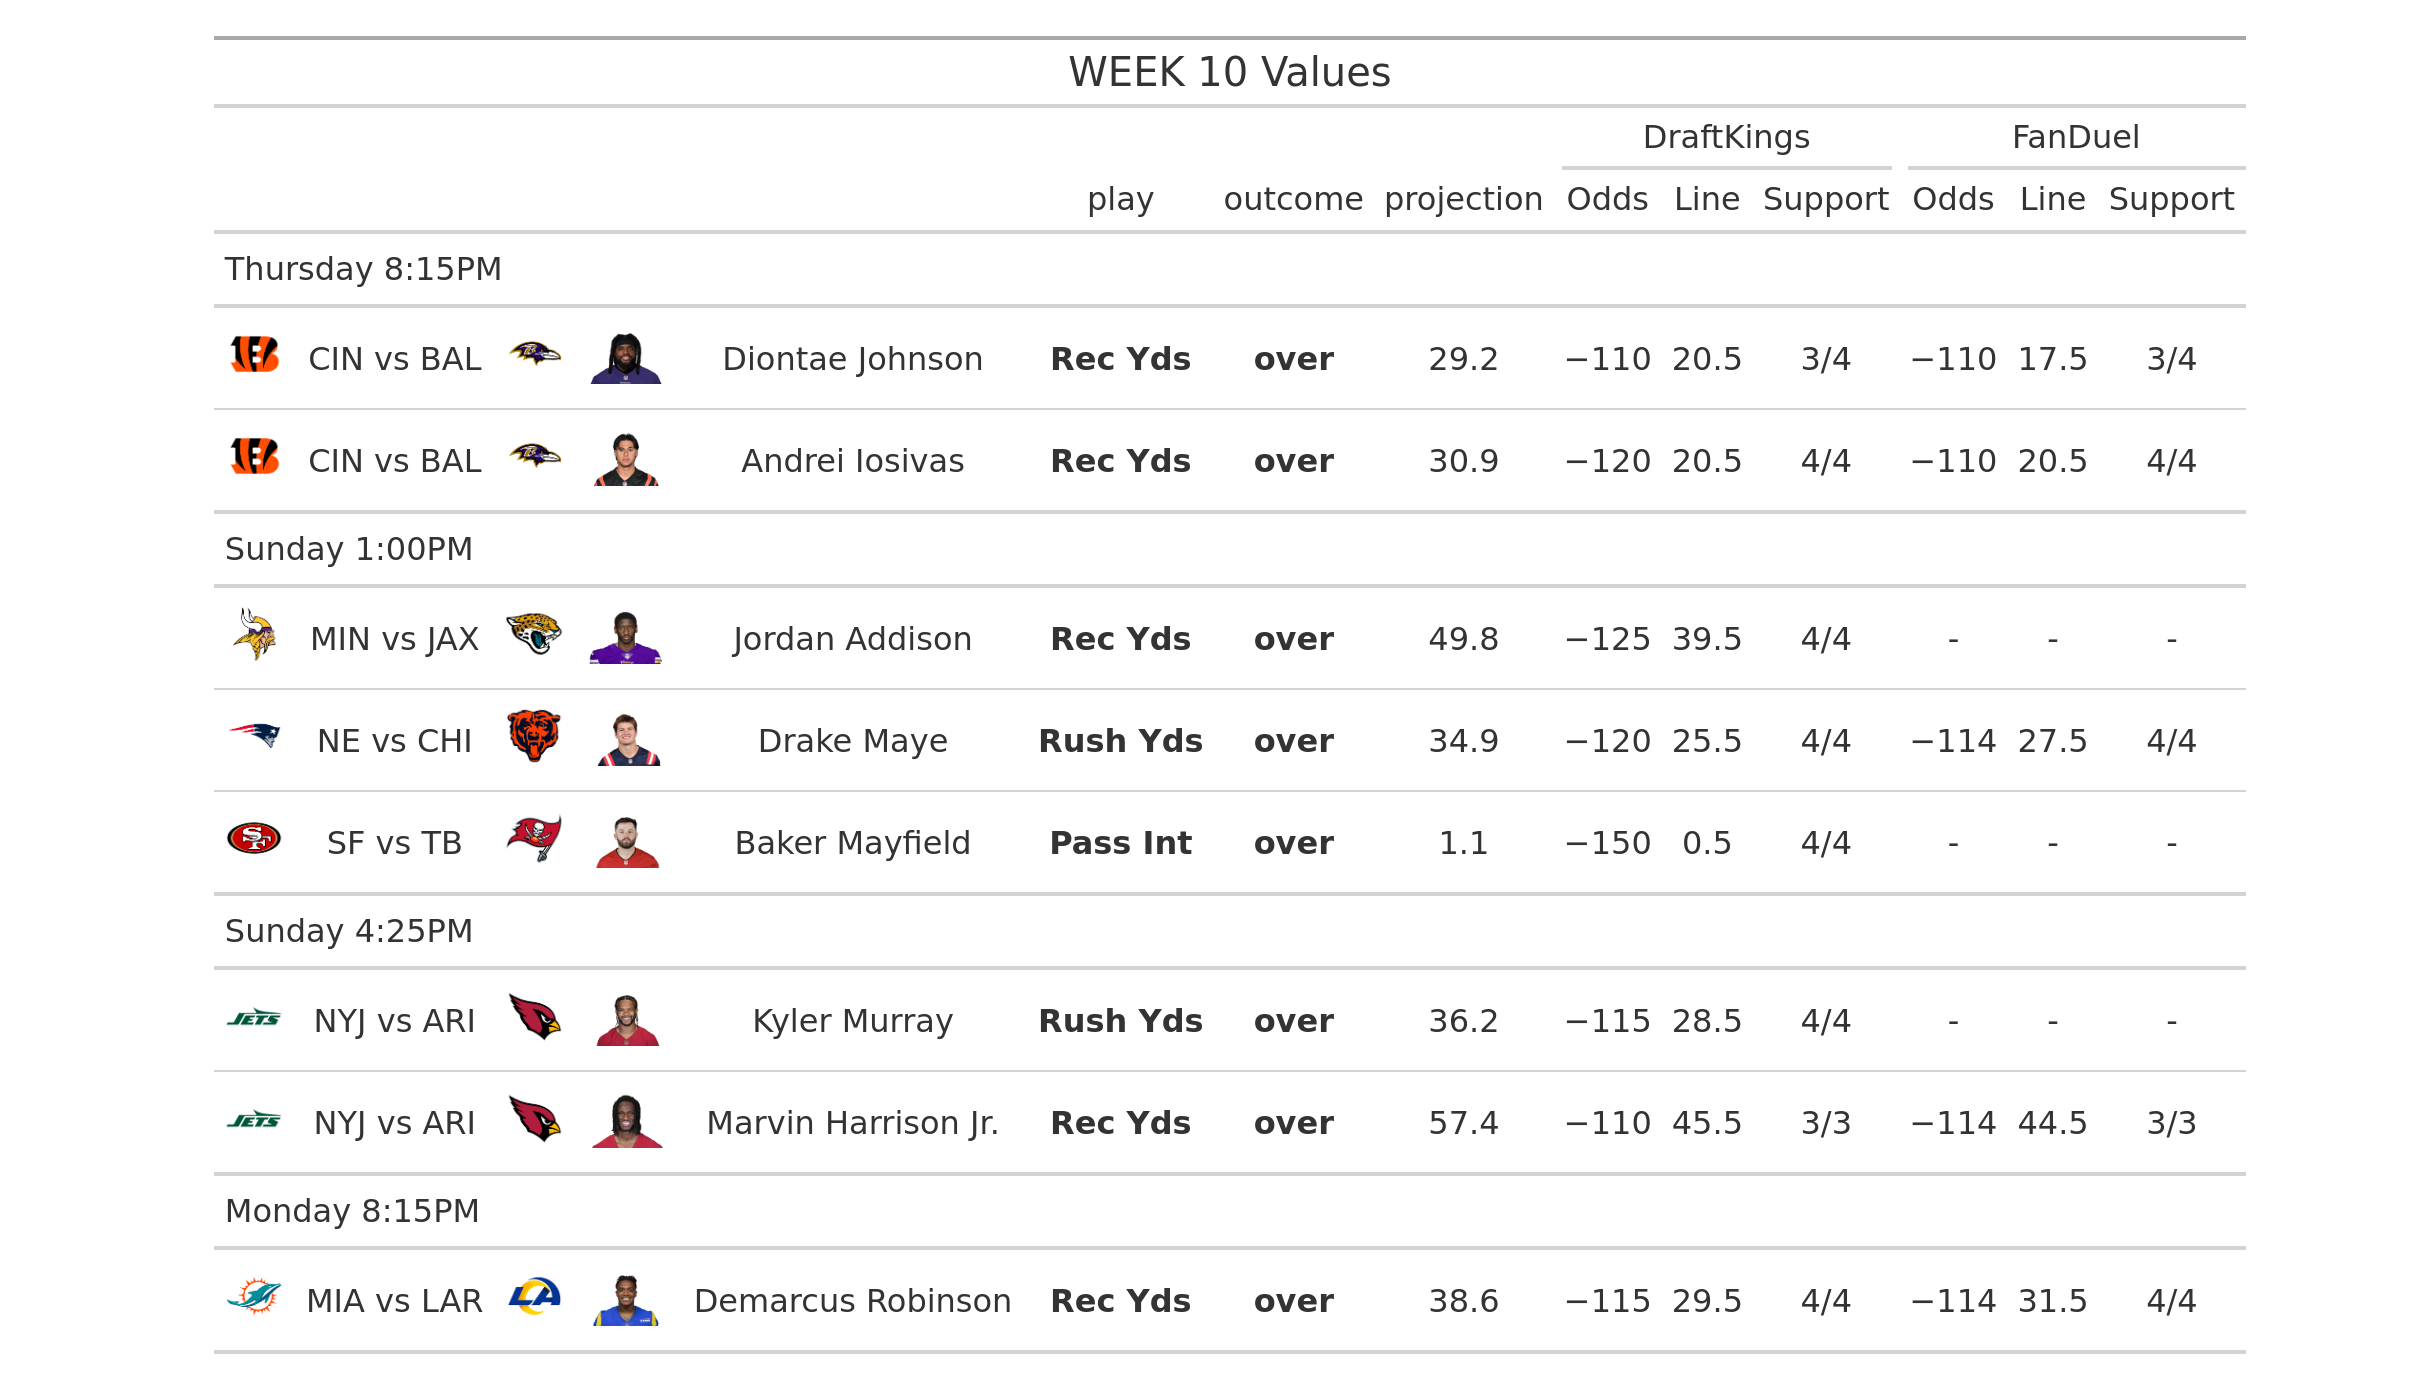 WEEK 10 Values
DraftKings FanDuel
play outcome projection Odds Line Support Odds Line Support
Thursday 8:15PM
CIN vs BAL Diontae Johnson Rec Yds over 29.2 −110 20.5 3/4 −110 17.5 3/4
CIN vs BAL Andrei Iosivas Rec Yds over 30.9 −120 20.5 4/4 −110 20.5 4/4
Sunday 1:00PM
MIN vs JAX Jordan Addison Rec Yds over 49.8 −125 39.5 4/4 - - -
NE vs CHI Drake Maye Rush Yds over 34.9 −120 25.5 4/4 −114 27.5 4/4
SF vs TB Baker Mayfield Pass Int over 1.1 −150 0.5 4/4 - - -
Sunday 4:25PM
JETS NYJ vs ARI Kyler Murray Rush Yds over 36.2 −115 28.5 4/4 - - -
JETS NYJ vs ARI Marvin Harrison Jr. Rec Yds over 57.4 −110 45.5 3/3 −114 44.5 3/3
Monday 8:15PM
MIA vs LAR LA Demarcus Robinson Rec Yds over 38.6 −115 29.5 4/4 −114 31.5 4/4